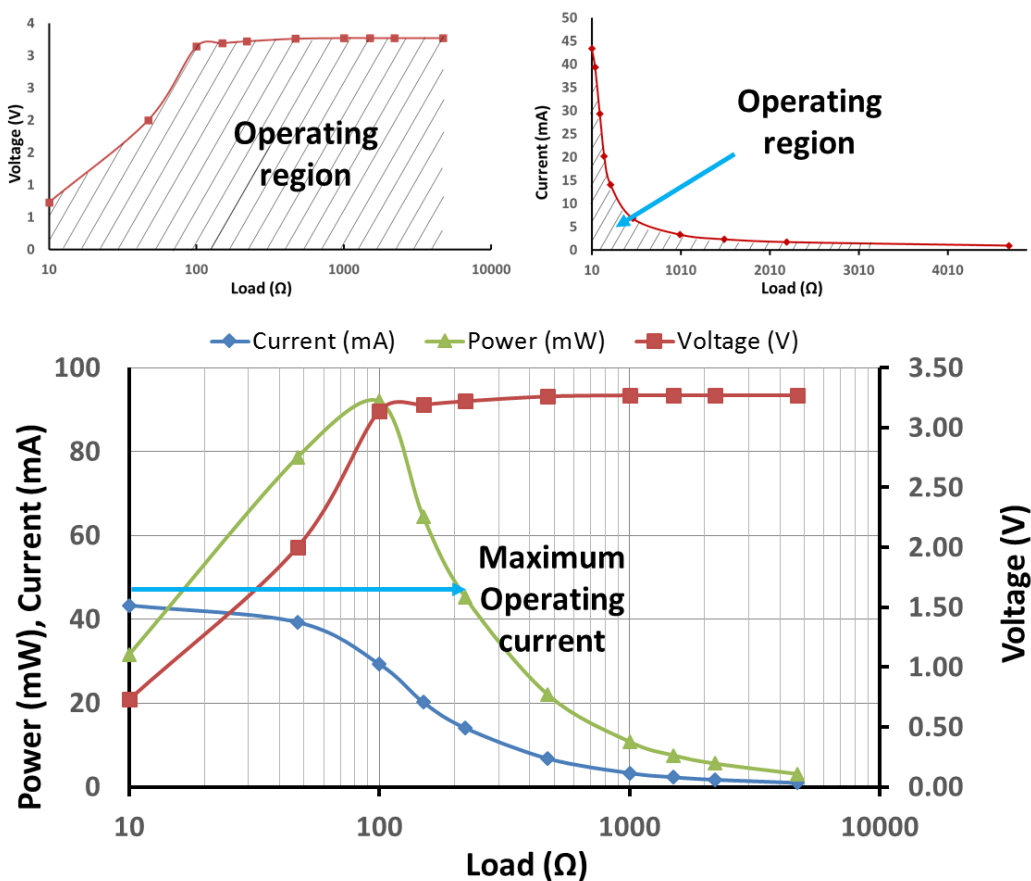 4
3
3
2
2
1
1
0
Voltage (V)
Operating
region
10
100
1000
10000
Load (Ω)
50
45
40
35
30
25
20
15
10
5
0
Current (mA)
Operating
region
10
1010
2010
3010
4010
Load (Ω)
Current (mA)
Power (mW)
Voltage (V)
100
80
60
40
20
0
Power (mW), Current (mA)
Maximum
Operating
current
3.50
3.00
2.50
2.00
1.50
1.00
0.50
0.00
Voltage (V)
10
100
1000
10000
Load (Ω)